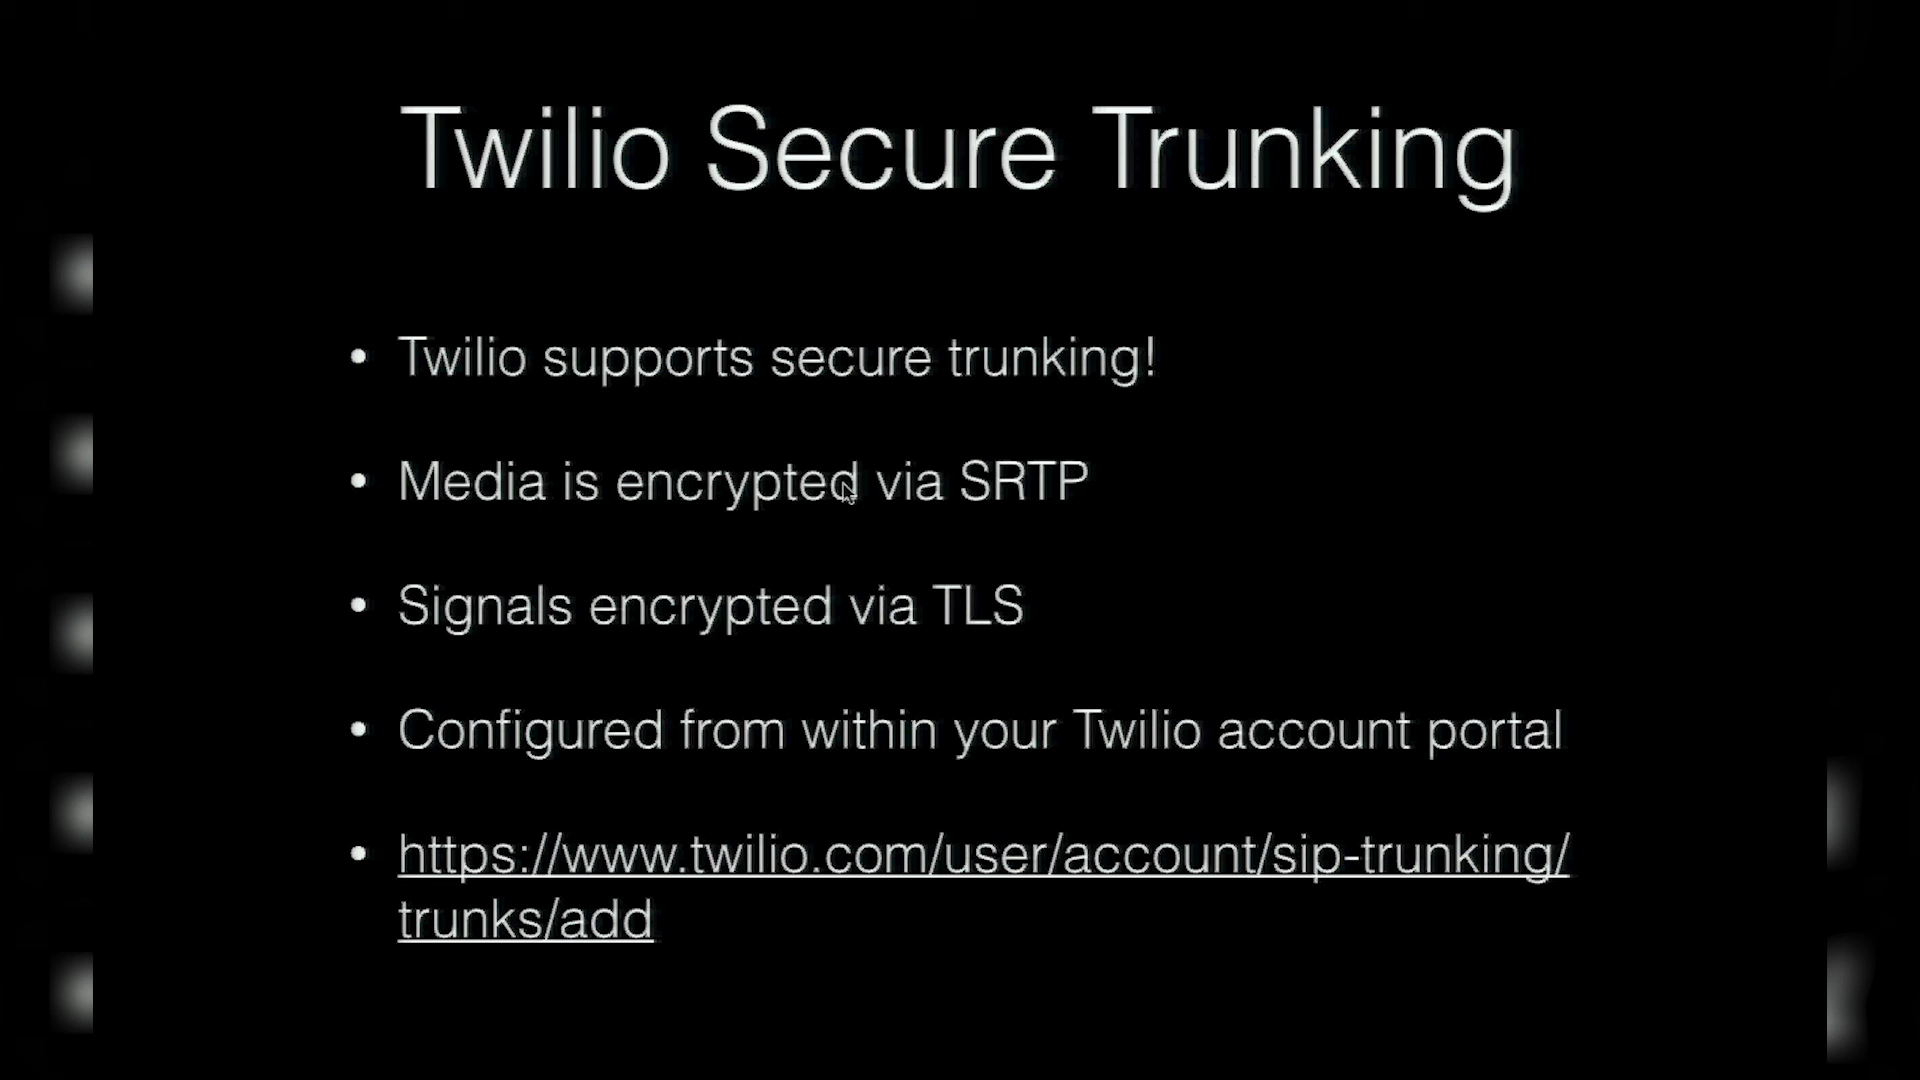 Twilio Secure Trunking
• Twilio supports secure trunking!
• Media is encrypted via SRTP
• Signals encrypted via TLS
• Configured from within your Twilio account portal
• https://www.twilio.com/user/account/sip-trunking/
trunks/add